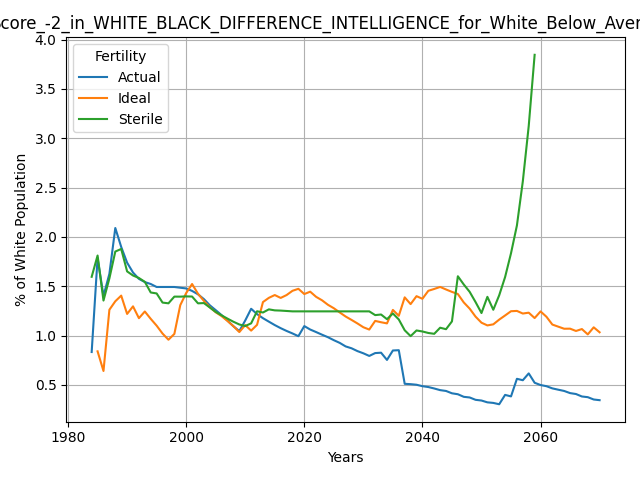 score_-2_in_WHITE_BLACK_DIFFERENCE_INTELLIGENCE_for_White_Below_Aver
Fertility
Actual
Ideal
Sterile
4.0
3.5
3.0
2.5
2.0
1.5
1.0
0.5
% of White Population
1980
2000
2020
2040
2060
Years